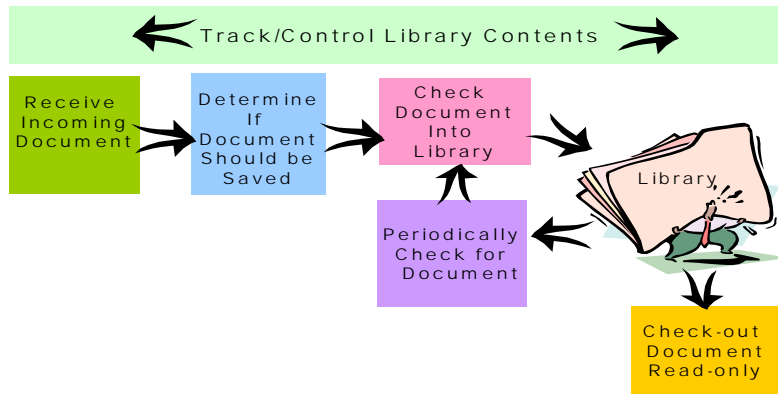 Track/Control Library Contents
Receive
Incoming
Document
Determine
If
Document
Should be
Saved
Check
Document
Into
Library
Library
Periodically
Check for
Document
Check-out
Document
Read-only